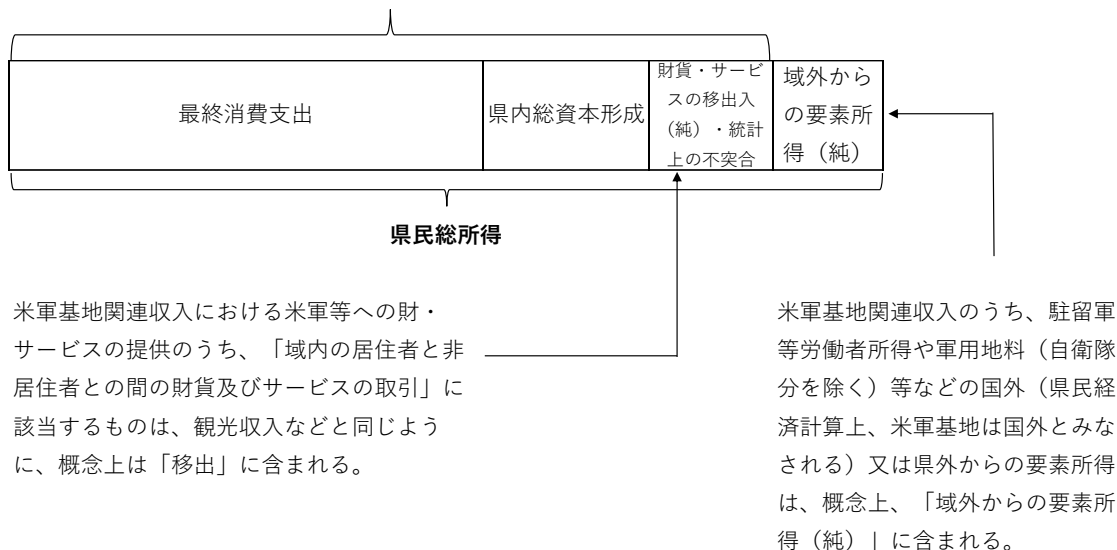 最終消費支出
県内総資本形成
財貨・サービ
スの移出入
（純）・統計
上の不突合
域外から
の要素所
得（純）
県民総所得
米軍基地関連収入における米軍等への財・
サービスの提供のうち、「域内の居住者と非
居住者との間の財貨及びサービスの取引」に
該当するものは、観光収入などと同じよう
に、概念上は「移出」に含まれる。
米軍基地関連収入のうち、駐留軍
等労働者所得や軍用地料（自衛隊
分を除く）等などの国外（県民経
済計算上、米軍基地は国外とみな
される）又は県外からの要素所得
は、概念上、「域外からの要素所
得（純）」に含まれる。